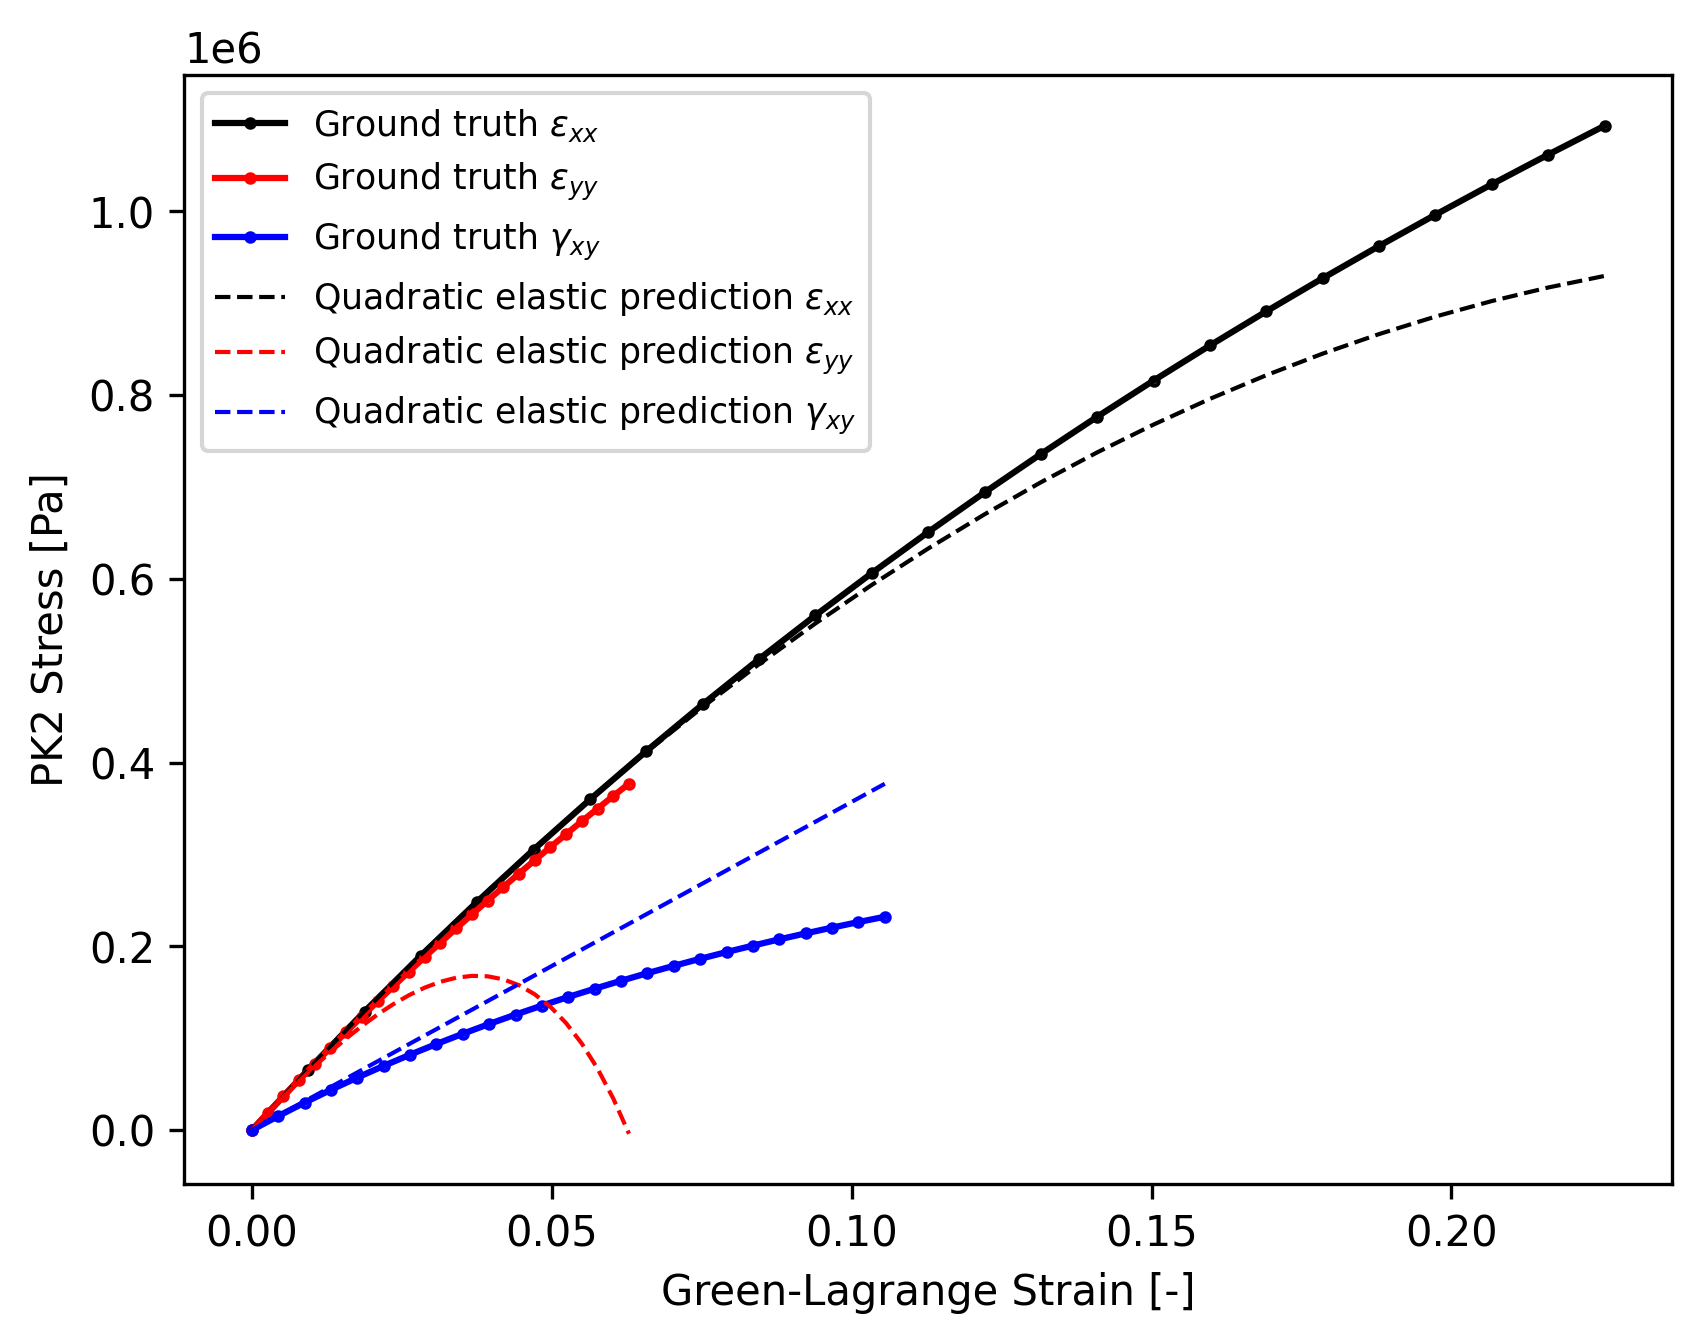 1e6
Ground truth εxx
Ground truth εyy
Ground truth γxy
Quadratic elastic prediction εxx
Quadratic elastic prediction εyy
Quadratic elastic prediction γxy
1.0
0.8
0.6
0.4
0.2
0.0
PK2 Stress [Pa]
0.00 0.05 0.10 0.15 0.20
Green-Lagrange Strain [-]